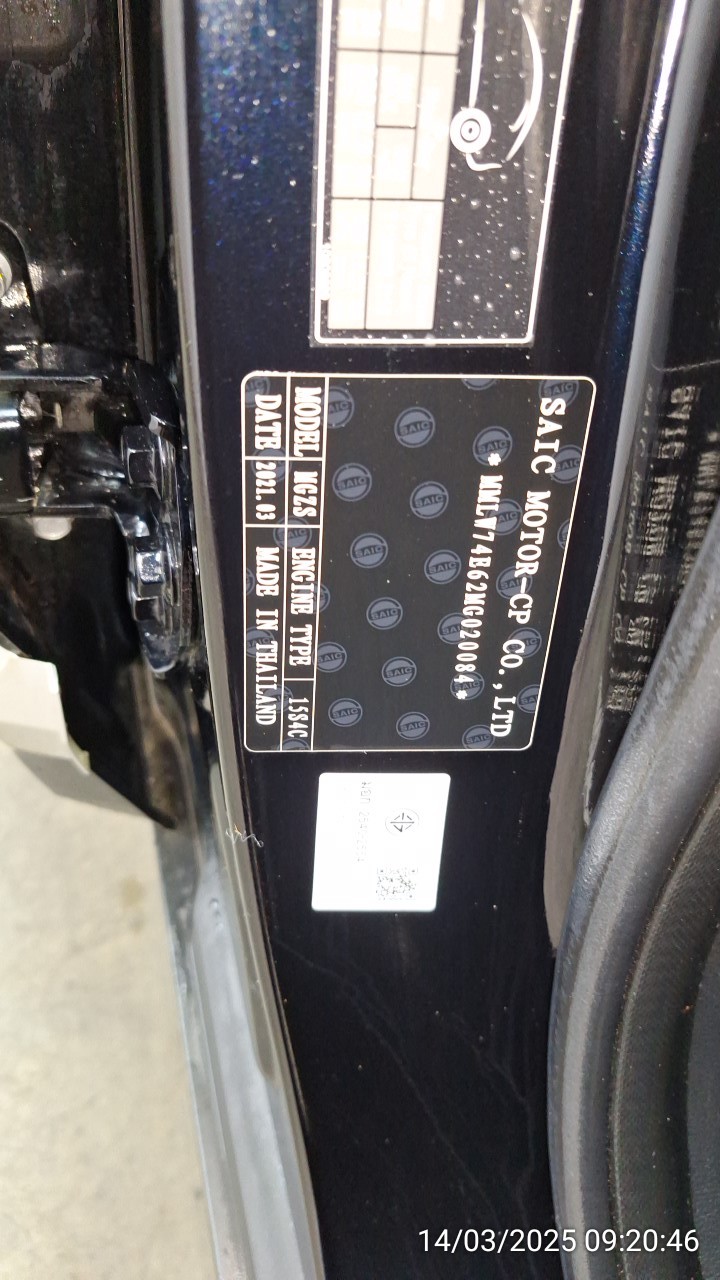 SAIC MOTOR-CP CO.,LTD
* MMLW74B62MG020084*
MODEL MGZS ENGINE TYPE 15S4C
DATE 2021.03 MADE IN THAILAND
14/03/2025 09:20:46